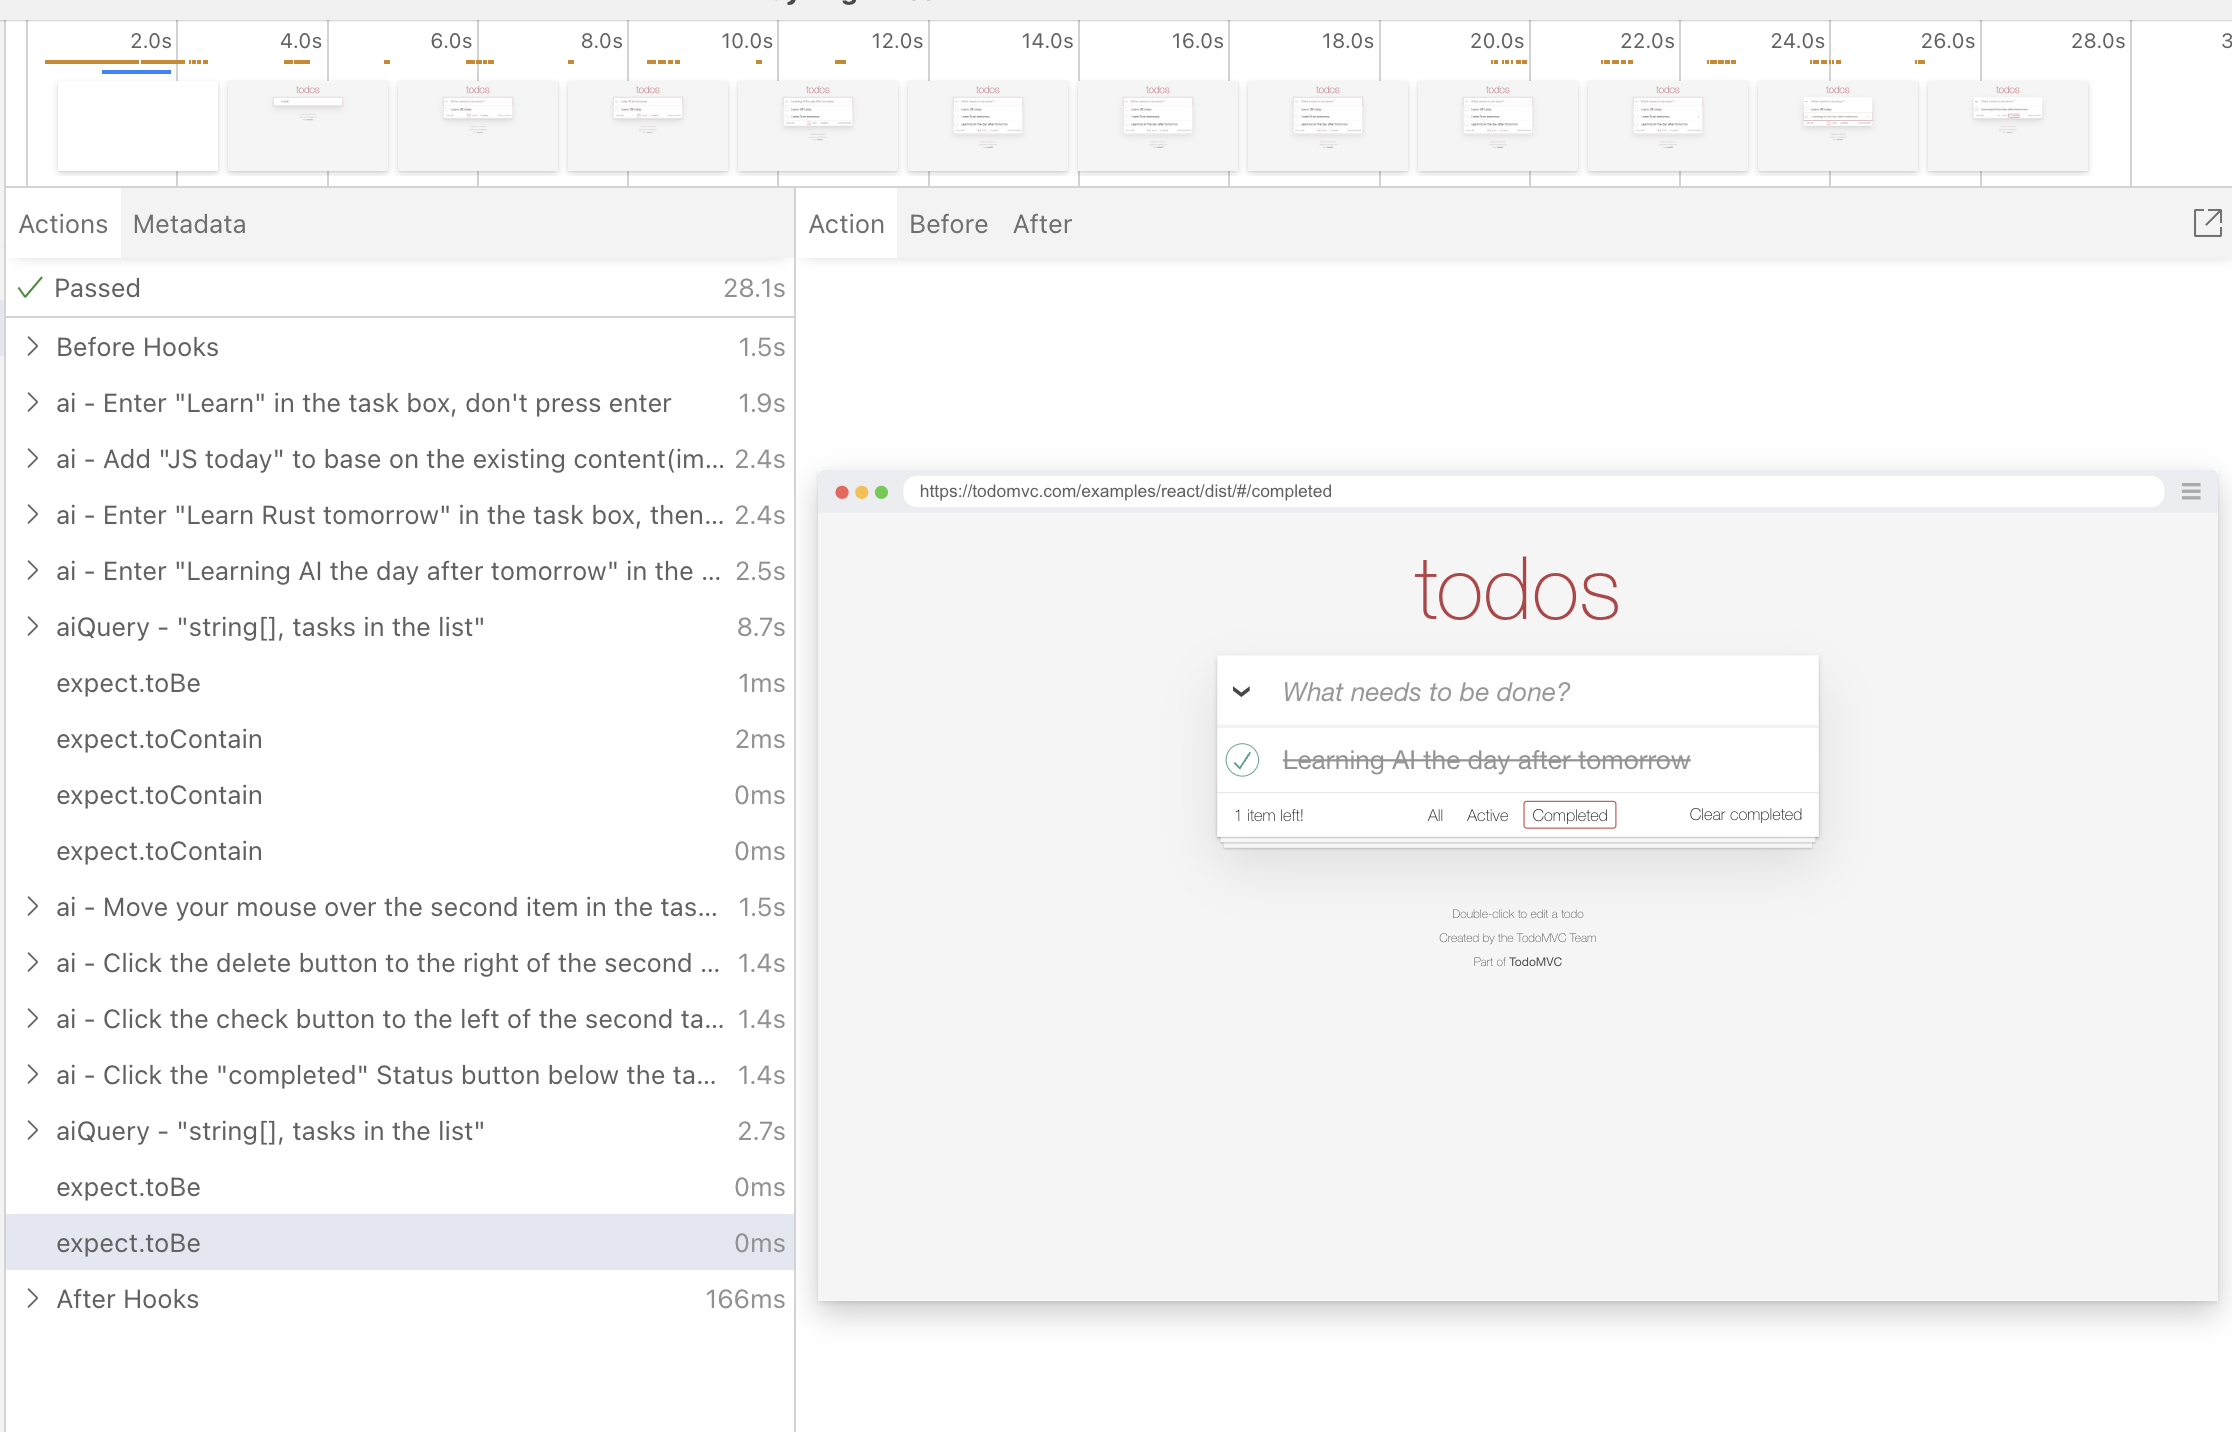 2.0s 4.0s 6.0s 8.0s 10.0s 12.0s 14.0s 16.0s 18.0s 20.0s 22.0s 24.0s 26.0s 28.0s
todos todos todos todos todos todos todos todos todos todos todos
Actions Metadata
Passed 28.1s
Before Hooks 1.5s
ai - Enter "Learn" in the task box, don't press enter 1.9s
ai - Add "JS today" to base on the existing content(im... 2.4s
ai - Enter "Learn Rust tomorrow" in the task box, then... 2.4s
ai - Enter "Learning AI the day after tomorrow" in the ... 2.5s
aiQuery - "string[], tasks in the list" 8.7s
expect.toBe 1ms
expect.toContain 2ms
expect.toContain 0ms
expect.toContain 0ms
ai - Move your mouse over the second item in the tas... 1.5s
ai - Click the delete button to the right of the second ... 1.4s
ai - Click the check button to the left of the second ta... 1.4s
ai - Click the "completed" Status button below the ta... 1.4s
aiQuery - "string[], tasks in the list" 2.7s
expect.toBe 0ms
expect.toBe 0ms
After Hooks 166ms
Action Before After
https://todomvc.com/examples/react/dist/#/completed
todos
What needs to be done?
Learning AI the day after tomorrow
1 item left! All Active Completed Clear completed
Double-click to edit a todo
Created by the TodoMVC Team
Part of TodoMVC